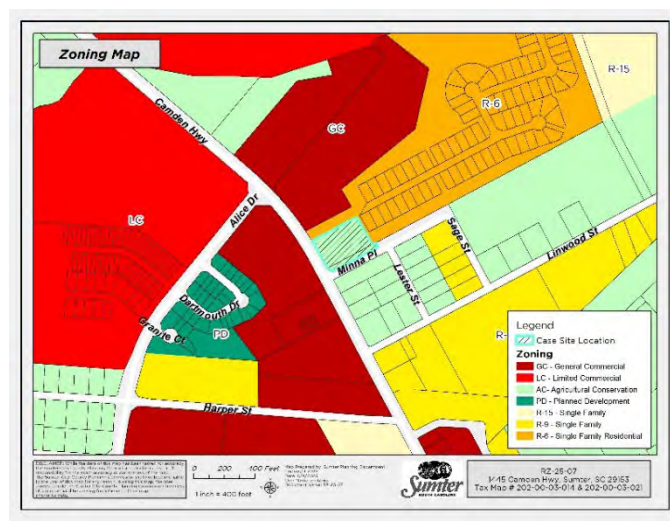 Zoning Map
Camden Hwy
GC
R-6
R-15
Alice Dr
LC
Minna Pl
Sage St
Lester St
Linwood St
Dartmouth Dr
Granite Ct
PD
Harper St
R-
Legend
Case Site Location
Zoning
GC - General Commercial
LC - Limited Commercial
AC - Agricultural Conservation
PD - Planned Development
R-15 - Single Family
R-9 - Single Family
R-6 - Single Family Residential
0 200 400 Feet
1 inch = 400 feet
Map Prepared by: Sumter Planning Department
Sumter
SOUTH CAROLINA
RZ-25-07
1445 Camden Hwy, Sumter, SC 29153
Tax Map # 202-00-03-014 & 202-00-03-021